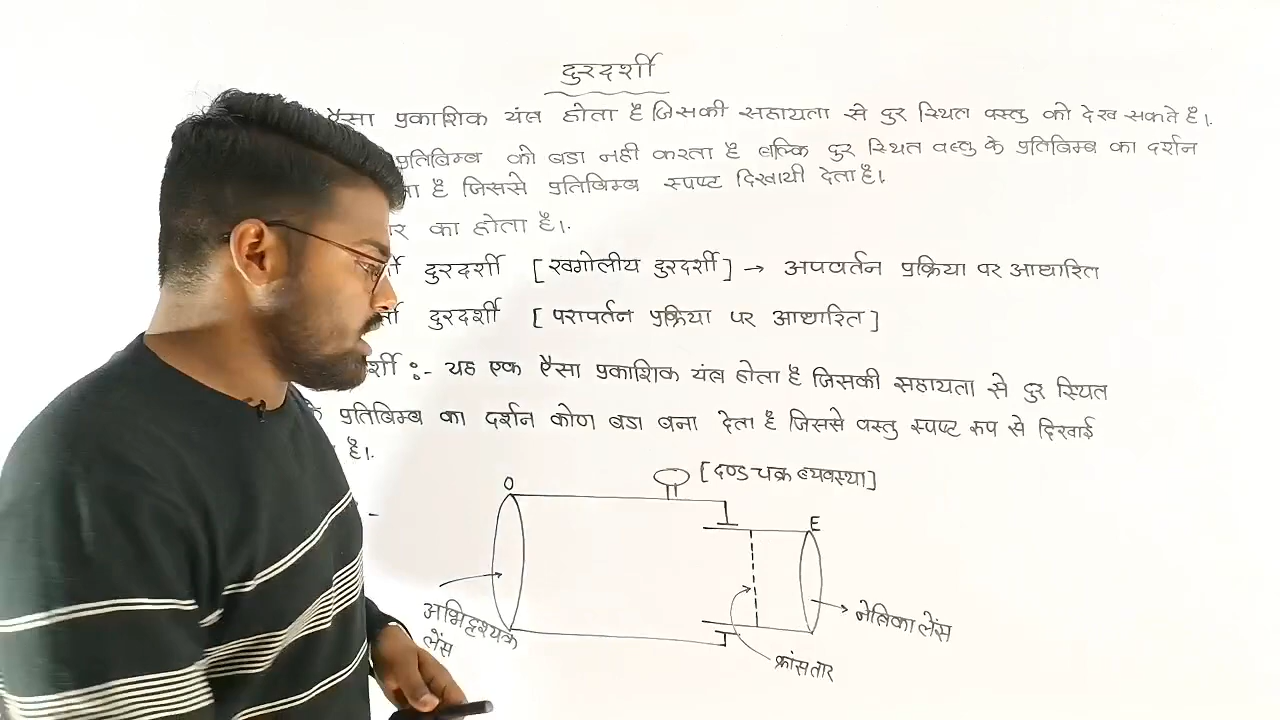 दुरदर्शी
ऐसा प्रकाशिक यंत्र होता है जिसकी सहायता से दुर स्थित वस्तु को देख सकते है।.
प्रतिबिम्ब को बडा नही करता है बल्कि दुर स्थित वस्तु के प्रतिबिम्ब का दर्शन
है जिससे प्रतिबिम्ब स्पष्ट दिखायी देता है।.
का होता है।.
दुरदर्शी [खगोलीय दुरदर्शी] → अपवर्तन प्रक्रिया पर आधारित
दुरदर्शी [परापर्तन प्रक्रिया पर आधारित]
:- यह एक ऐसा प्रकाशिक यंत्र होता है जिसकी सहायता से दुर स्थित
प्रतिबिम्ब का दर्शन कोण बडा बना देता है जिससे वस्तु स्पष्ट रूप से दिखाई
है।.
[दण्ड चक्र व्यवस्था]
O
E
अभिदृश्यक
लेंस
नेत्रिका लेंस
क्रांसतार